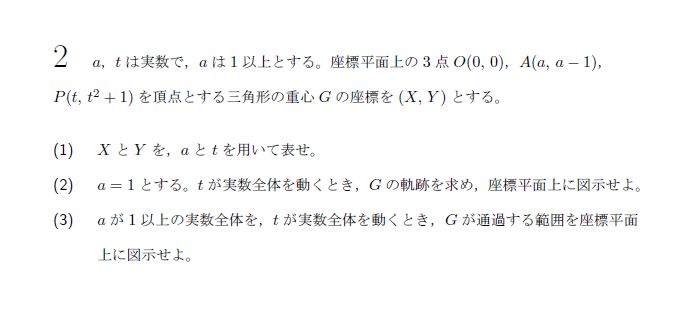 2 a, t は実数で，a は 1 以上とする。座標平面上の 3 点 O(0, 0)，A(a, a − 1)，
P(t, t² + 1) を頂点とする三角形の重心 G の座標を (X, Y) とする。
(1) X と Y を，a と t を用いて表せ。
(2) a = 1 とする。t が実数全体を動くとき，G の軌跡を求め，座標平面上に図示せよ。
(3) a が 1 以上の実数全体を，t が実数全体を動くとき，G が通過する範囲を座標平面
上に図示せよ。